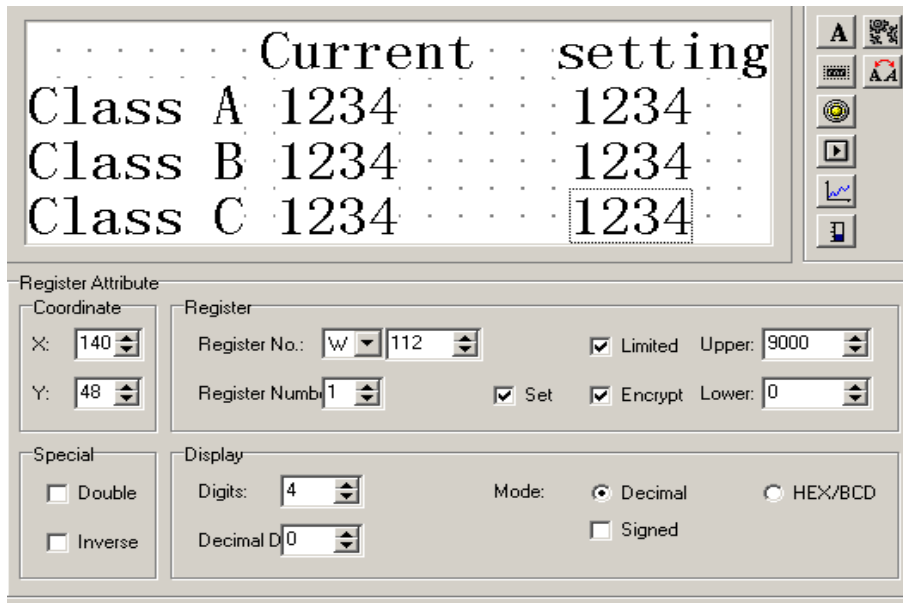 Current setting
Class A 1234 1234
Class B 1234 1234
Class C 1234 1234
A
A A
Register Attribute
Coordinate
X: 140
Y: 48
Register
Register No.: W 112
Limited Upper: 9000
Register Numb 1
Set Encrypt Lower: 0
Special
Double
Inverse
Display
Digits: 4
Mode: Decimal HEX/BCD
Decimal D 0
Signed